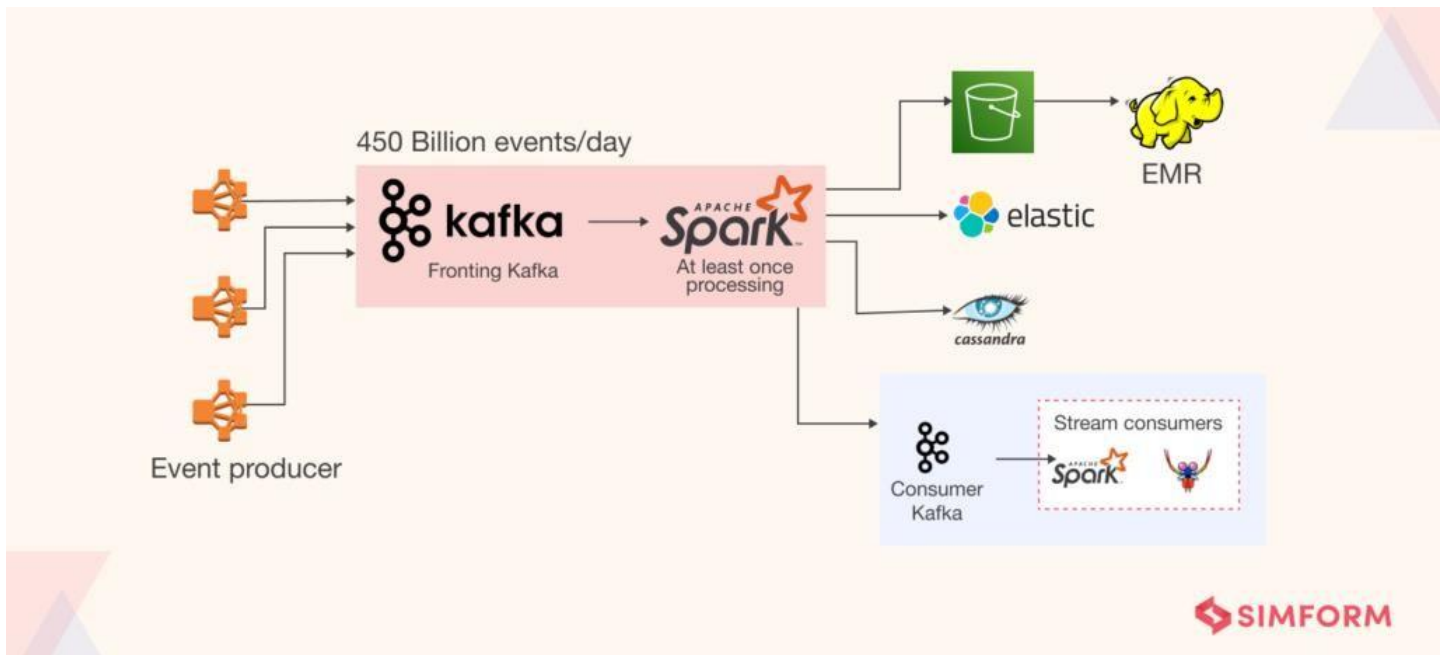 450 Billion events/day
kafka
Fronting Kafka
APACHE
Spark
At least once
processing
EMR
elastic
cassandra
Event producer
Stream consumers
APACHE
Spark
Consumer
Kafka
SIMFORM